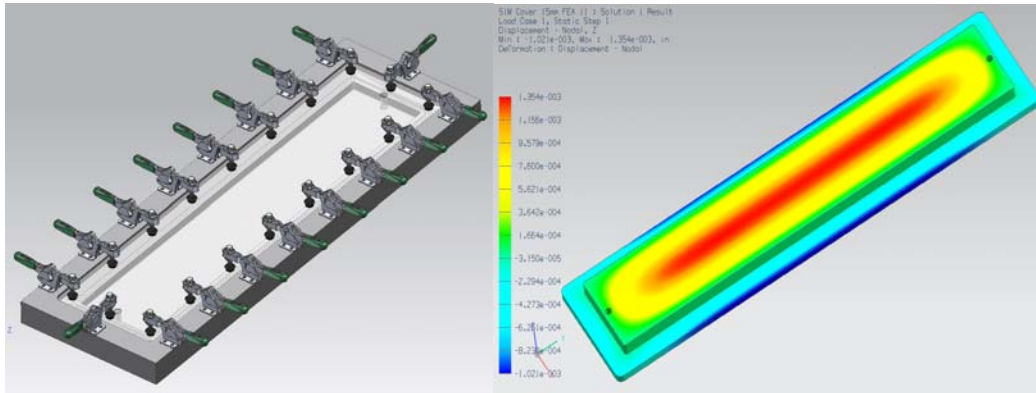 SIM Cover (5mm FEA 1) : Solution 1 Result
Load Case 1, Static Step 1
Displacement - Nodal, Z
Min : -1.021e-003, Max : 1.354e-003, in
Deformation : Displacement - Nodal
1.354e-003
1.156e-003
9.579e-004
7.600e-004
5.621e-004
3.642e-004
1.664e-004
-3.150e-005
-2.294e-004
-4.273e-004
-1.021e-003
Z